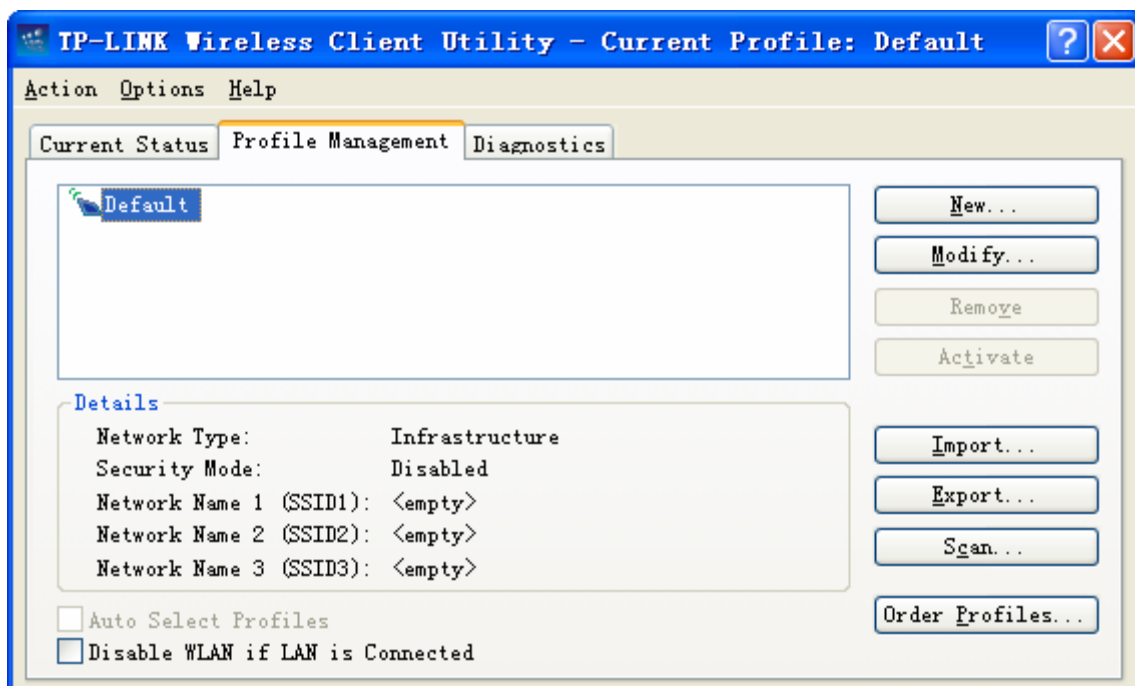 TP-LINK Wireless Client Utility - Current Profile: Default
Action Options Help
Current Status Profile Management Diagnostics
Default
New...
Modify...
Remove
Activate
Details
Network Type: Infrastructure
Security Mode: Disabled
Network Name 1 (SSID1): <empty>
Network Name 2 (SSID2): <empty>
Network Name 3 (SSID3): <empty>
Import...
Export...
Scan...
Order Profiles...
Auto Select Profiles
Disable WLAN if LAN is Connected